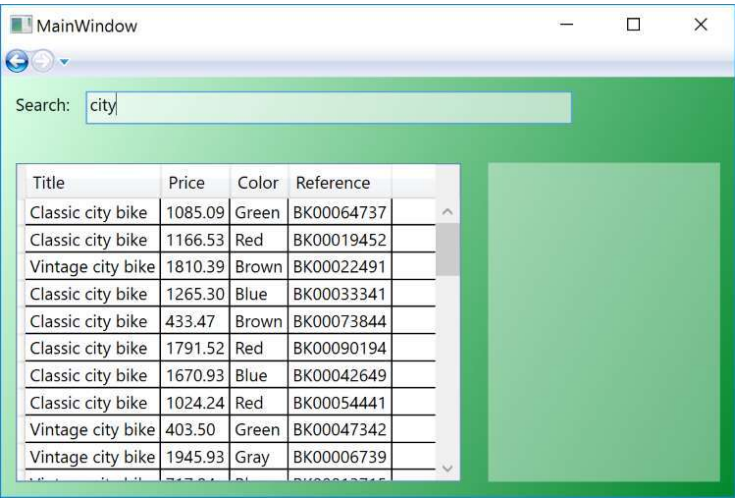 MainWindow
Search: city
Title Price Color Reference
Classic city bike 1085.09 Green BK00064737
Classic city bike 1166.53 Red BK00019452
Vintage city bike 1810.39 Brown BK00022491
Classic city bike 1265.30 Blue BK00033341
Classic city bike 433.47 Brown BK00073844
Classic city bike 1791.52 Red BK00090194
Classic city bike 1670.93 Blue BK00042649
Classic city bike 1024.24 Red BK00054441
Vintage city bike 403.50 Green BK00047342
Vintage city bike 1945.93 Gray BK00006739